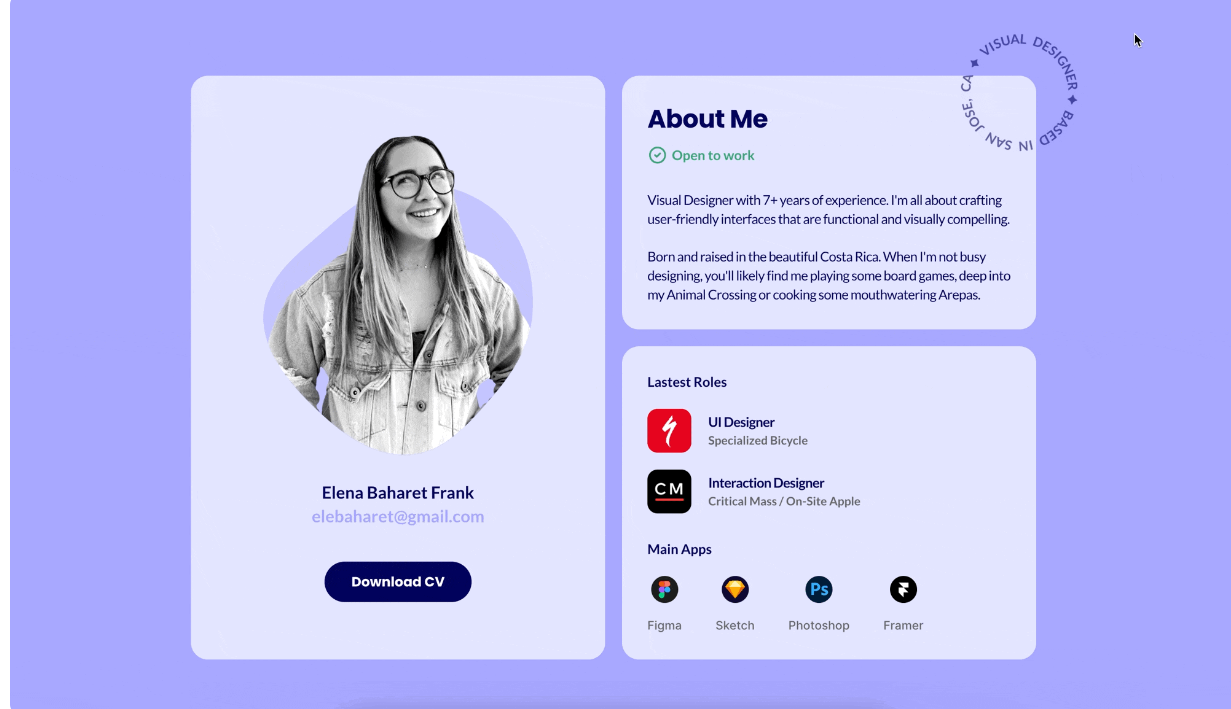 VISUAL DESIGNER ✦ BASED IN SAN JOSE, CA ✦
Elena Baharet Frank
elebaharet@gmail.com
Download CV
About Me
Open to work
Visual Designer with 7+ years of experience. I'm all about crafting
user-friendly interfaces that are functional and visually compelling.
Born and raised in the beautiful Costa Rica. When I'm not busy
designing, you'll likely find me playing some board games, deep into
my Animal Crossing or cooking some mouthwatering Arepas.
Lastest Roles
UI Designer
Specialized Bicycle
CM
Interaction Designer
Critical Mass / On-Site Apple
Main Apps
Ps
Figma
Sketch
Photoshop
Framer